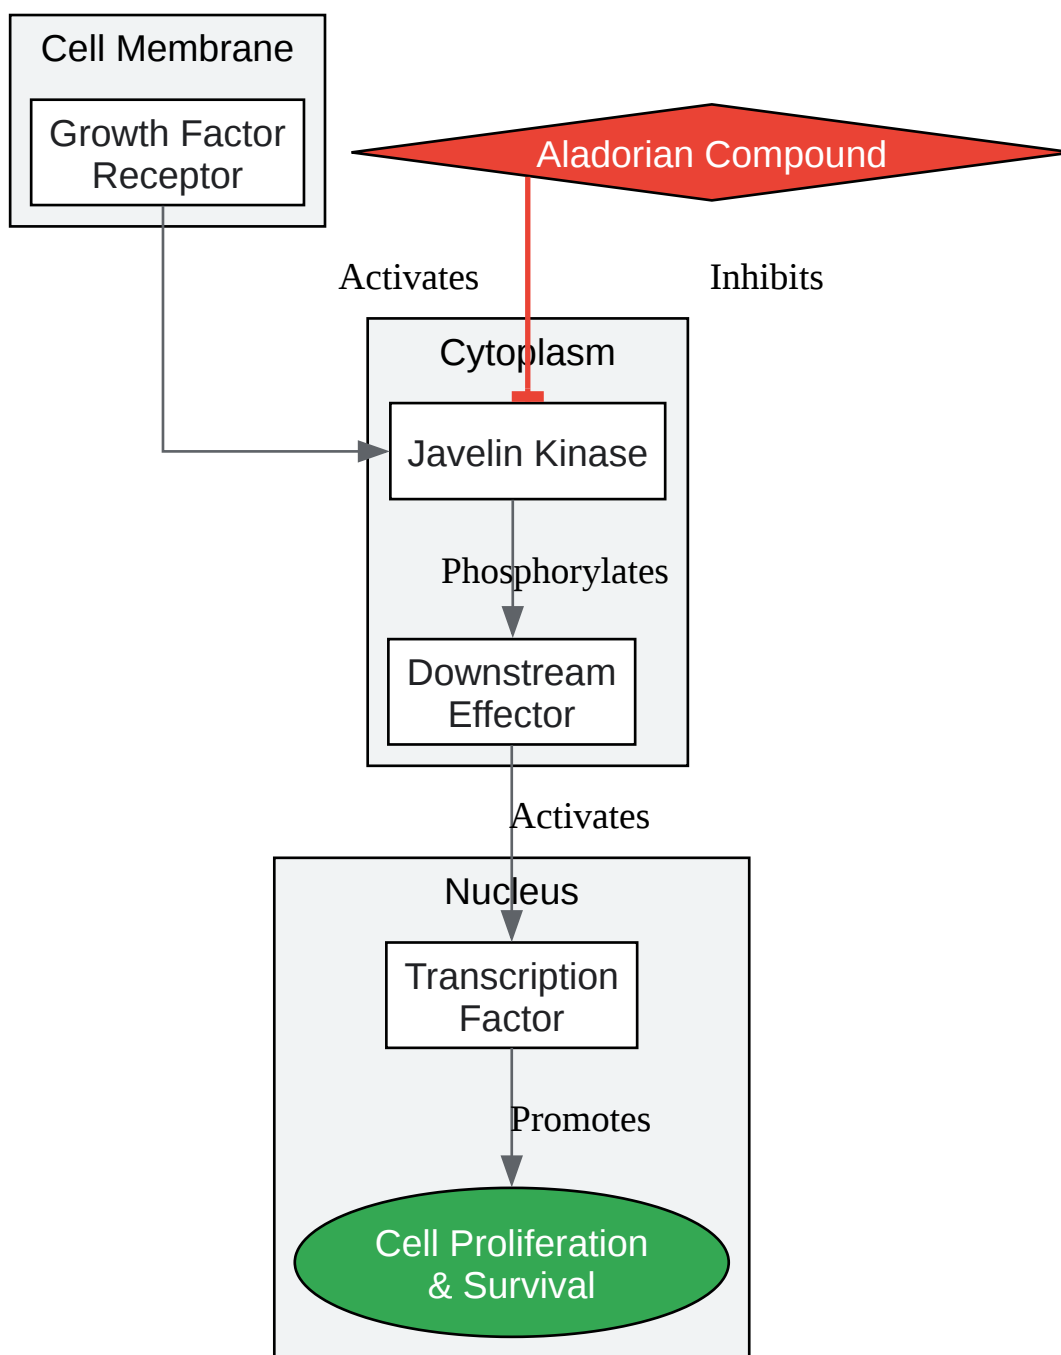 Cell Membrane
Growth Factor
Receptor
Aladorian Compound
Activates
Inhibits
Cytoplasm
Javelin Kinase
Phosphorylates
Downstream
Effector
Activates
Nucleus
Transcription
Factor
Promotes
Cell Proliferation
& Survival